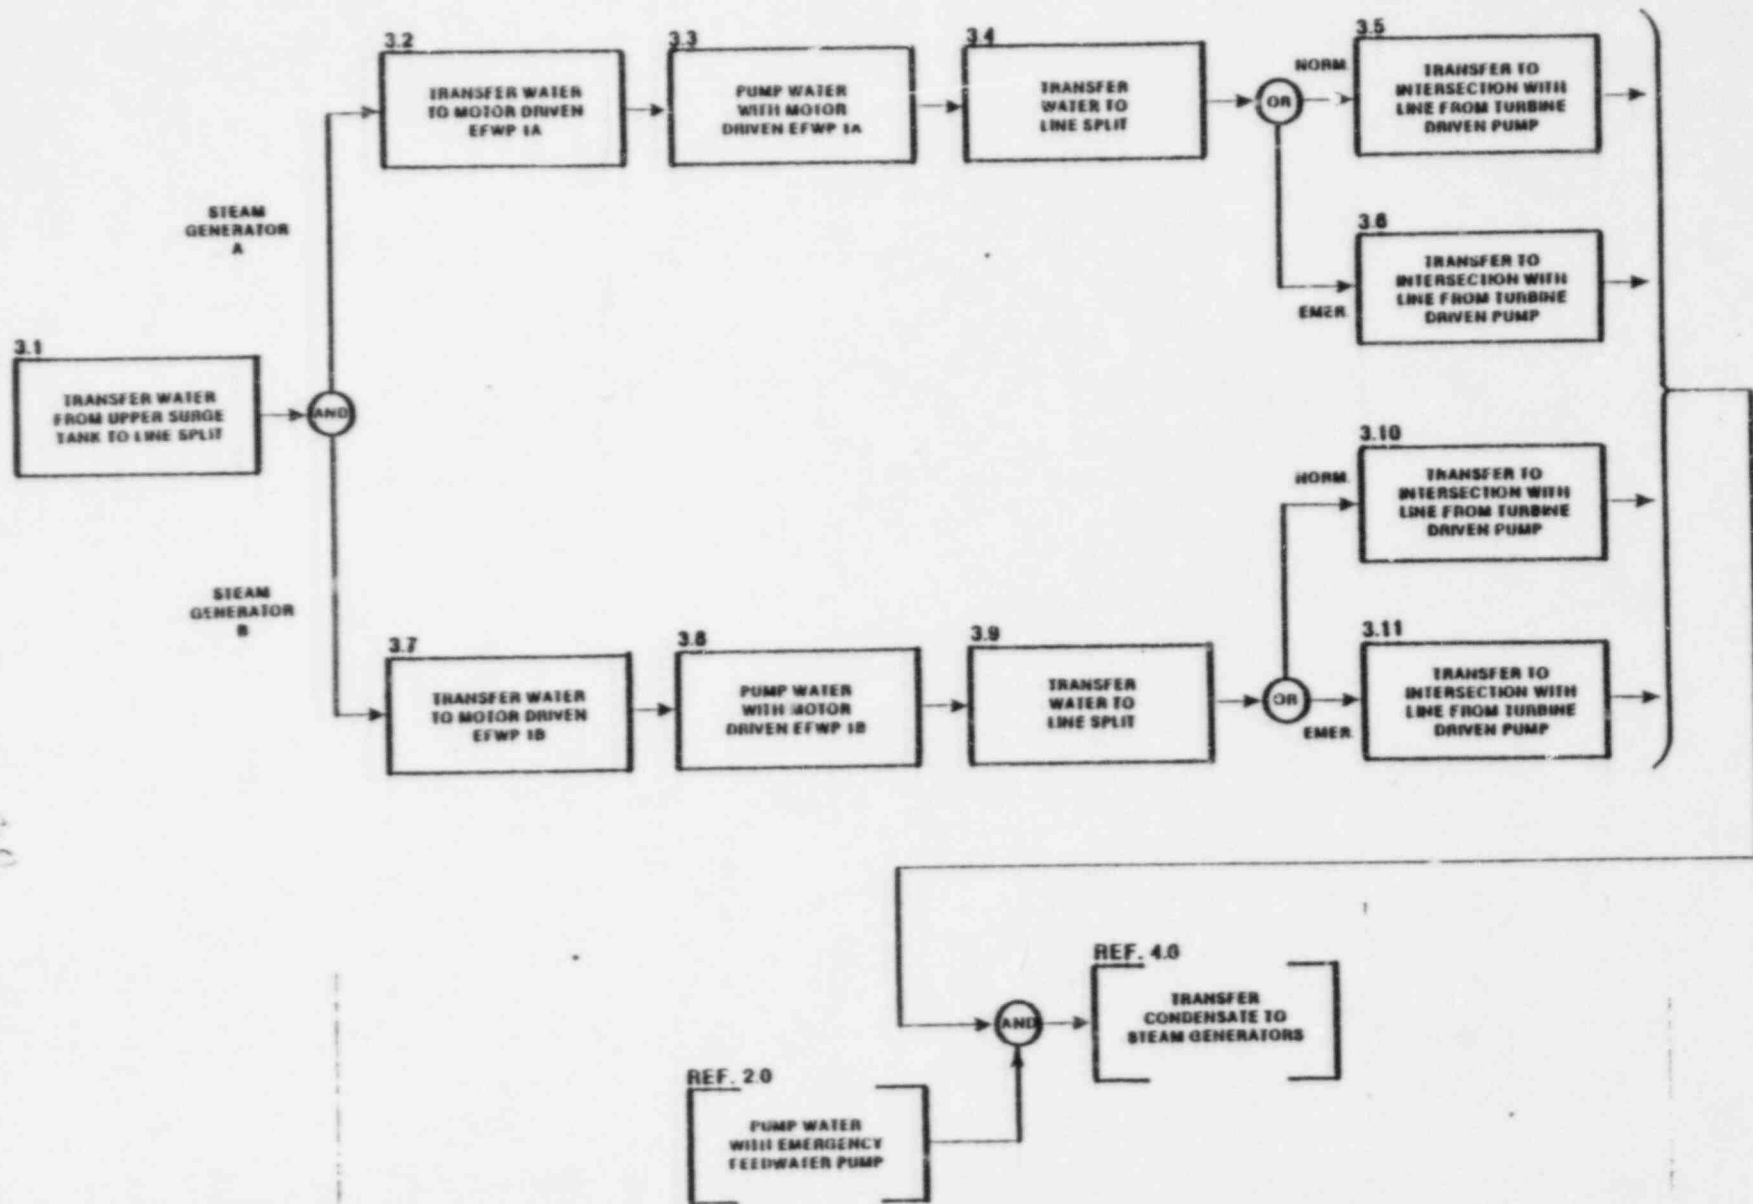 3.2
TRANSFER WATER
TO MOTOR DRIVEN
EFWP 1A
3.3
PUMP WATER
WITH MOTOR
DRIVEN EFWP 1A
3.4
TRANSFER
WATER TO
LINE SPLIT
OR
NORM.
3.5
TRANSFER TO
INTERSECTION WITH
LINE FROM TURBINE
DRIVEN PUMP
STEAM
GENERATOR
A
EMER.
3.6
TRANSFER TO
INTERSECTION WITH
LINE FROM TURBINE
DRIVEN PUMP
3.1
TRANSFER WATER
FROM UPPER SURGE
TANK TO LINE SPLIT
AND
NORM.
3.10
TRANSFER TO
INTERSECTION WITH
LINE FROM TURBINE
DRIVEN PUMP
STEAM
GENERATOR
B
3.7
TRANSFER WATER
TO MOTOR DRIVEN
EFWP 1B
3.8
PUMP WATER
WITH MOTOR
DRIVEN EFWP 1B
3.9
TRANSFER
WATER TO
LINE SPLIT
OR
EMER.
3.11
TRANSFER TO
INTERSECTION WITH
LINE FROM TURBINE
DRIVEN PUMP
AND
REF. 4.0
TRANSFER
CONDENSATE TO
STEAM GENERATORS
REF. 2.0
PUMP WATER
WITH EMERGENCY
FEEDWATER PUMP